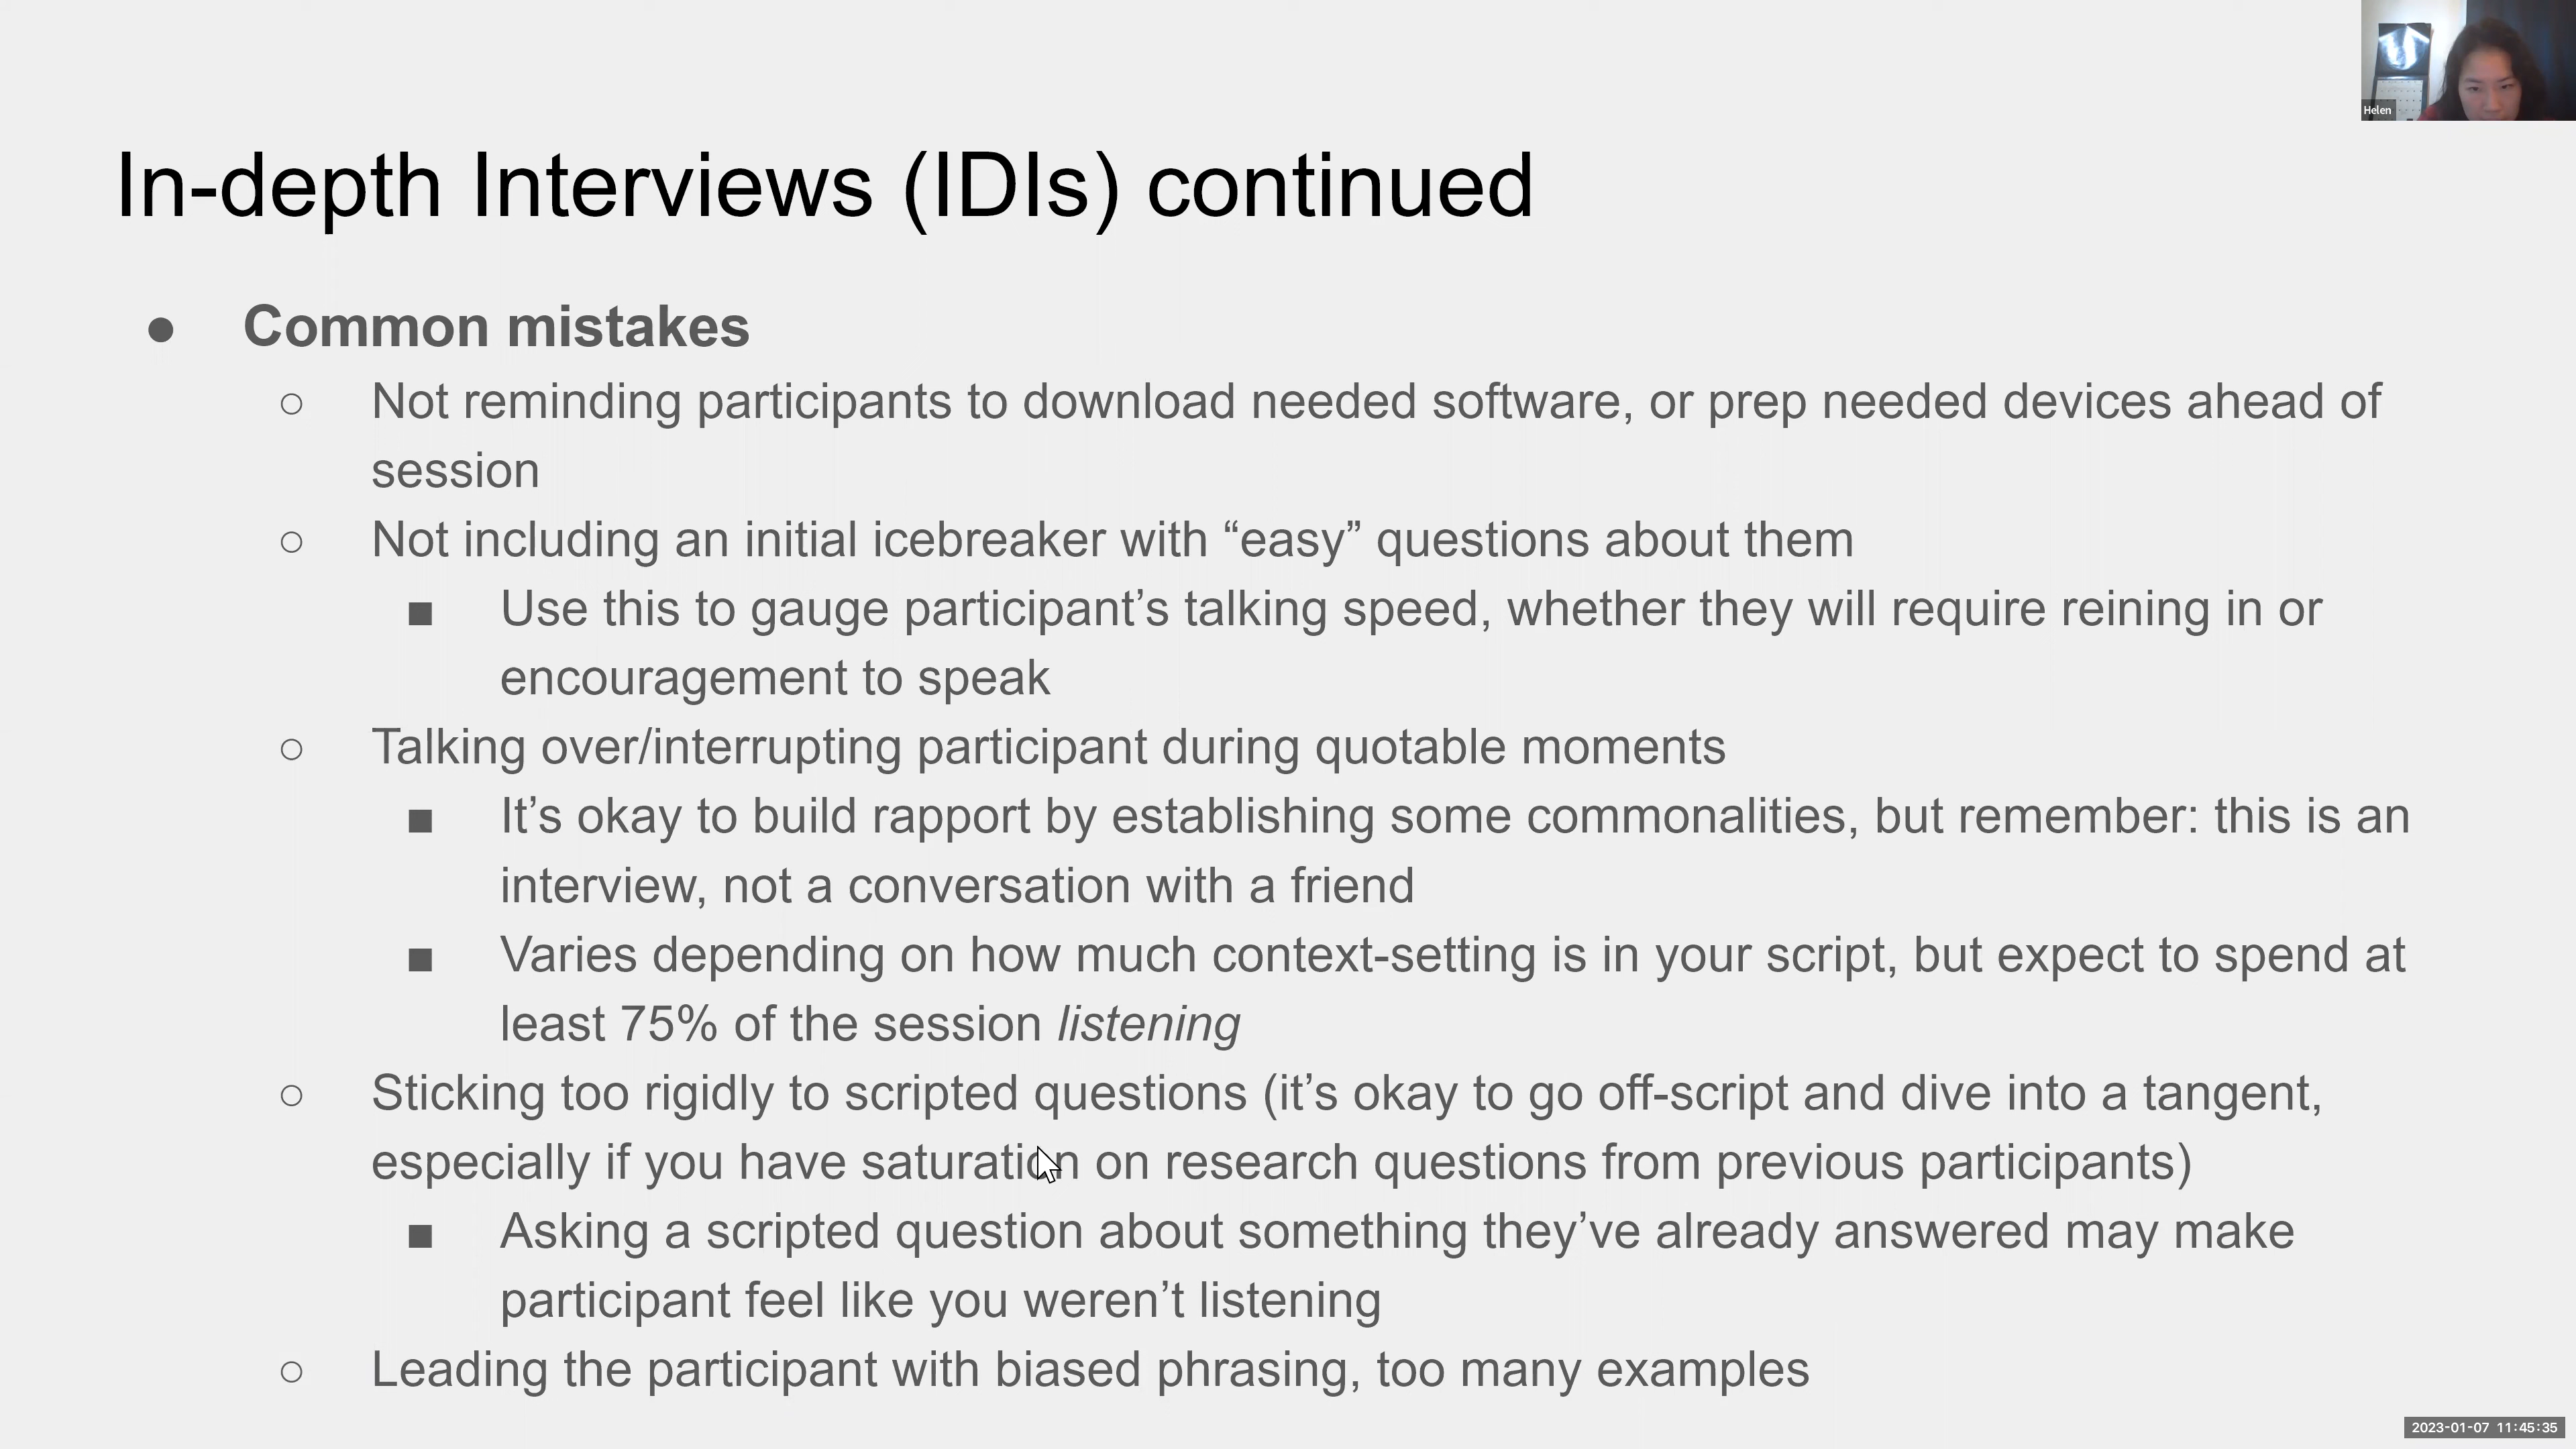 Helen
In-depth Interviews (IDIs) continued
● Common mistakes
○ Not reminding participants to download needed software, or prep needed devices ahead of
session
○ Not including an initial icebreaker with “easy” questions about them
■ Use this to gauge participant’s talking speed, whether they will require reining in or
encouragement to speak
○ Talking over/interrupting participant during quotable moments
■ It’s okay to build rapport by establishing some commonalities, but remember: this is an
interview, not a conversation with a friend
■ Varies depending on how much context-setting is in your script, but expect to spend at
least 75% of the session listening
○ Sticking too rigidly to scripted questions (it’s okay to go off-script and dive into a tangent,
especially if you have saturation on research questions from previous participants)
■ Asking a scripted question about something they’ve already answered may make
participant feel like you weren’t listening
○ Leading the participant with biased phrasing, too many examples
2023-01-07 11:45:35